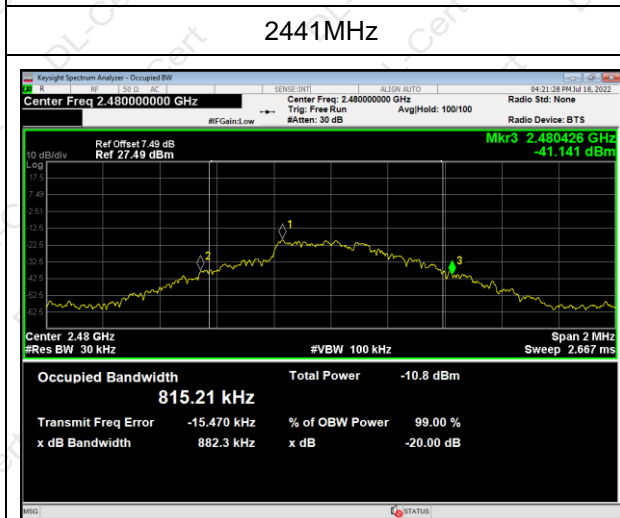 DL-Cert
2441MHz
Keysight Spectrum Analyzer - Occupied BW
R RF 50 Ω AC SENSE:INT ALIGN AUTO 04:21:28 PM Jul 18, 2022
Center Freq 2.480000000 GHz Center Freq: 2.480000000 GHz Radio Std: None
Trig: Free Run Avg|Hold: 100/100
#IFGain:Low #Atten: 30 dB Radio Device: BTS
Mkr3 2.480426 GHz
-41.141 dBm
Ref Offset 7.49 dB
10 dB/div Ref 27.49 dBm
Log
17.5
7.49
-2.51
-12.5
-22.5
-32.5
-42.5
-52.5
-62.5
1
2
3
Center 2.48 GHz Span 2 MHz
#Res BW 30 kHz #VBW 100 kHz Sweep 2.667 ms
Occupied Bandwidth Total Power -10.8 dBm
815.21 kHz
Transmit Freq Error -15.470 kHz % of OBW Power 99.00 %
x dB Bandwidth 882.3 kHz x dB -20.00 dB
MSG STATUS